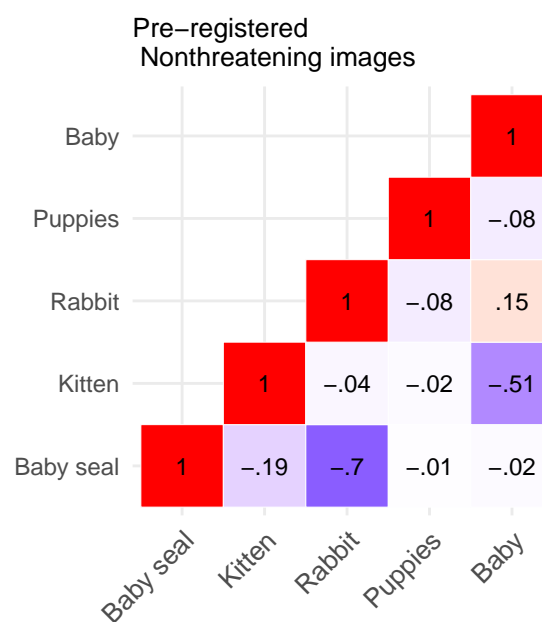 Pre−registered
Nonthreatening images
Baby 1
Puppies 1 −.08
Rabbit 1 −.08 .15
Kitten 1 −.04 −.02 −.51
Baby seal 1 −.19 −.7 −.01 −.02
Baby seal Kitten Rabbit Puppies Baby